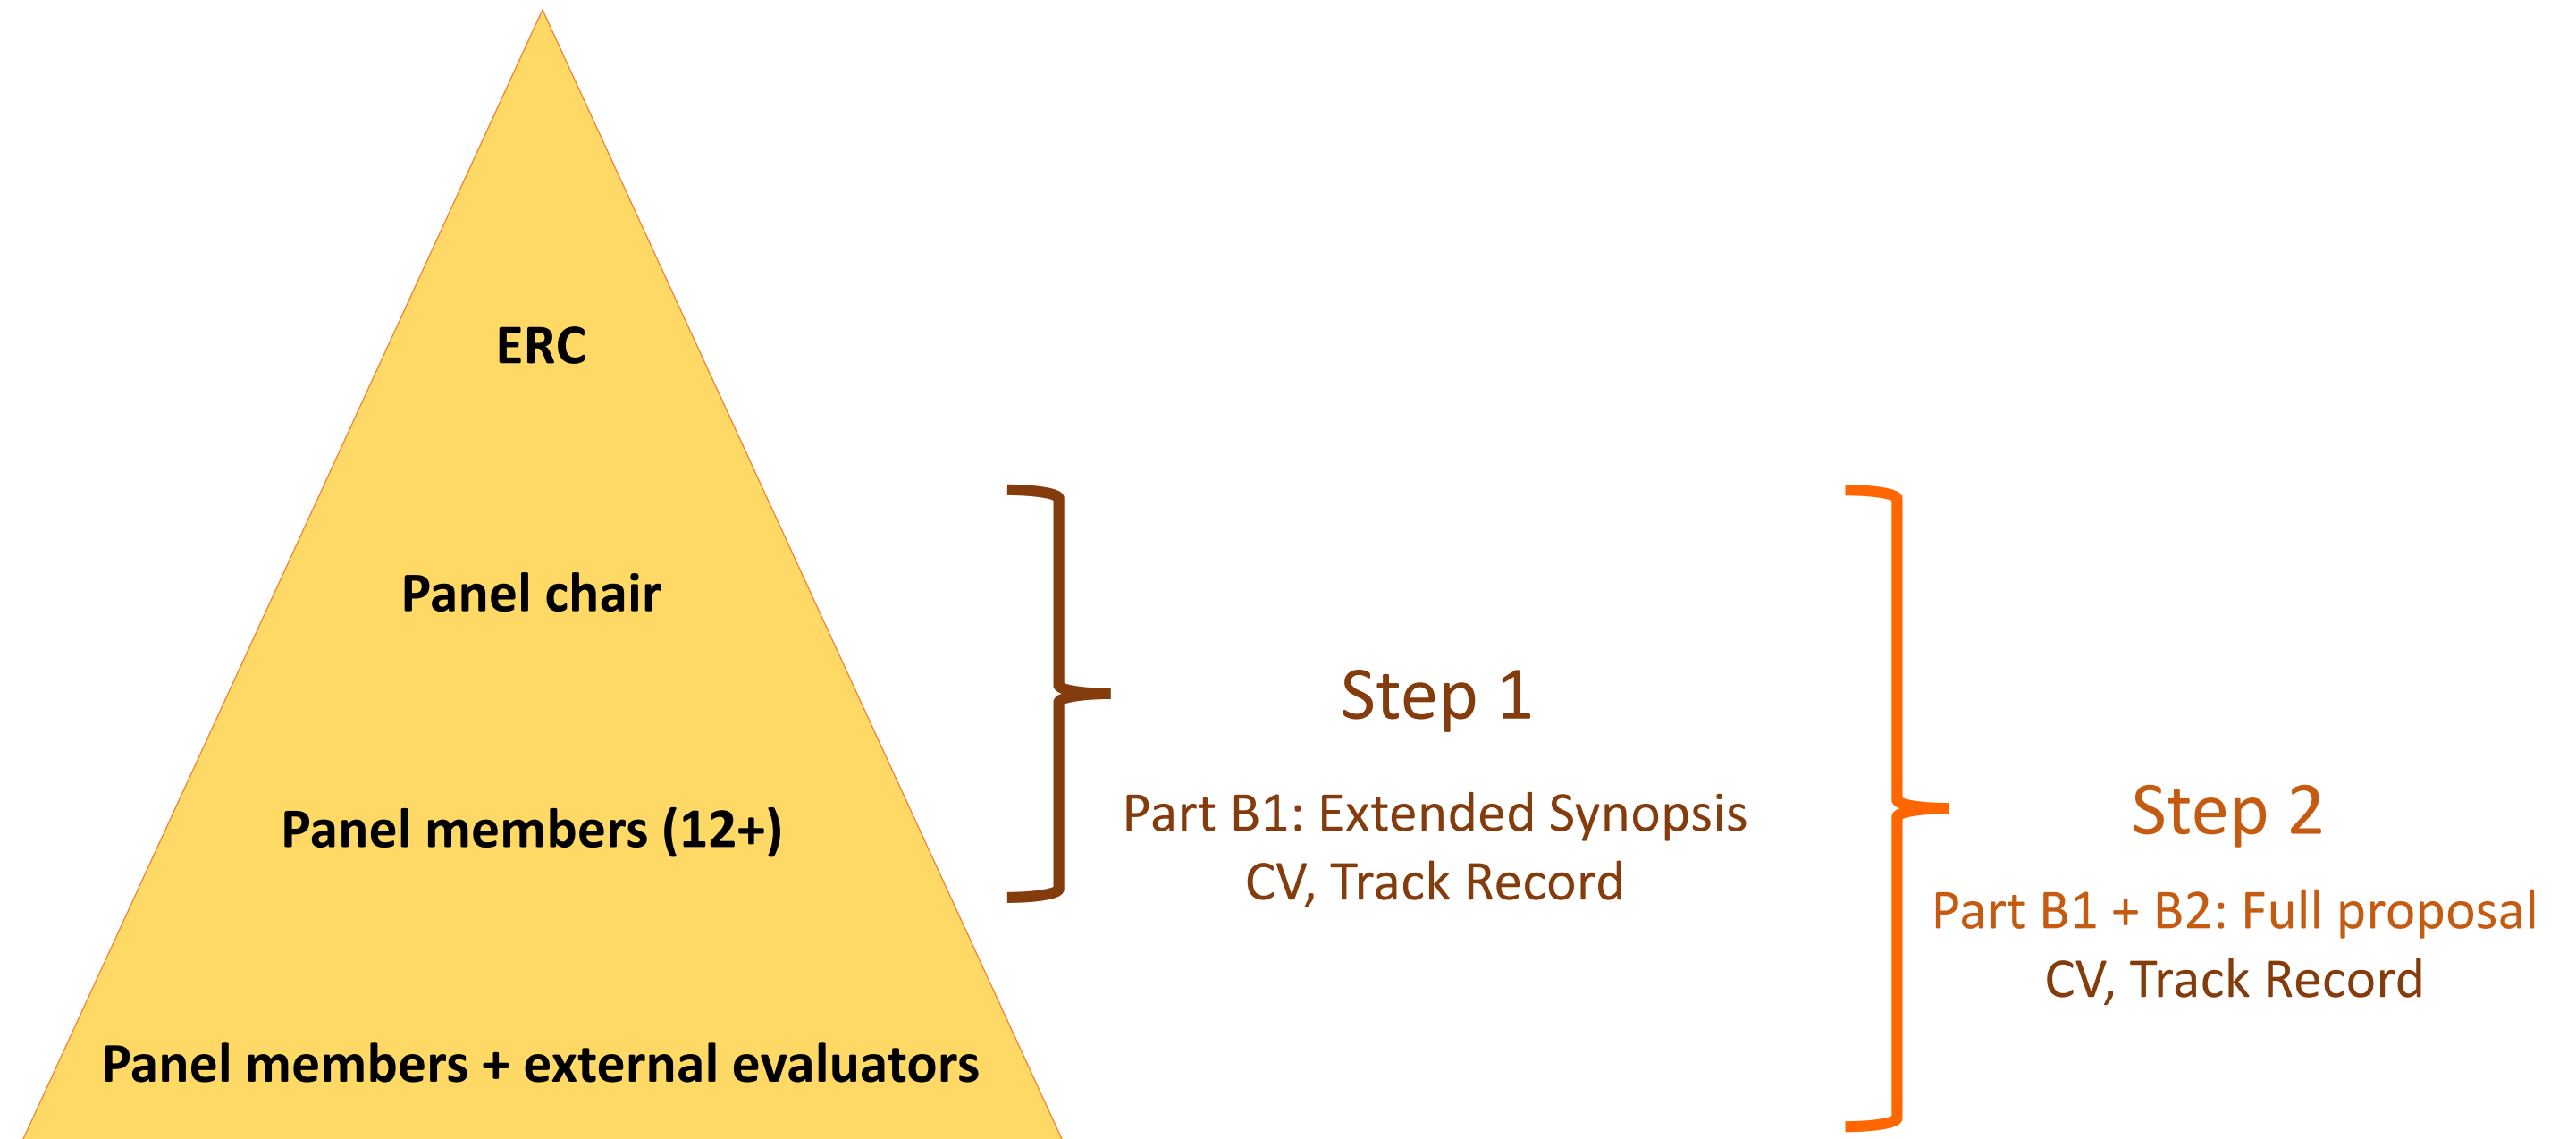 ERC
Panel chair
Panel members (12+)
Panel members + external evaluators
Step 1
Part B1: Extended Synopsis
CV, Track Record
Step 2
Part B1 + B2: Full proposal
CV, Track Record